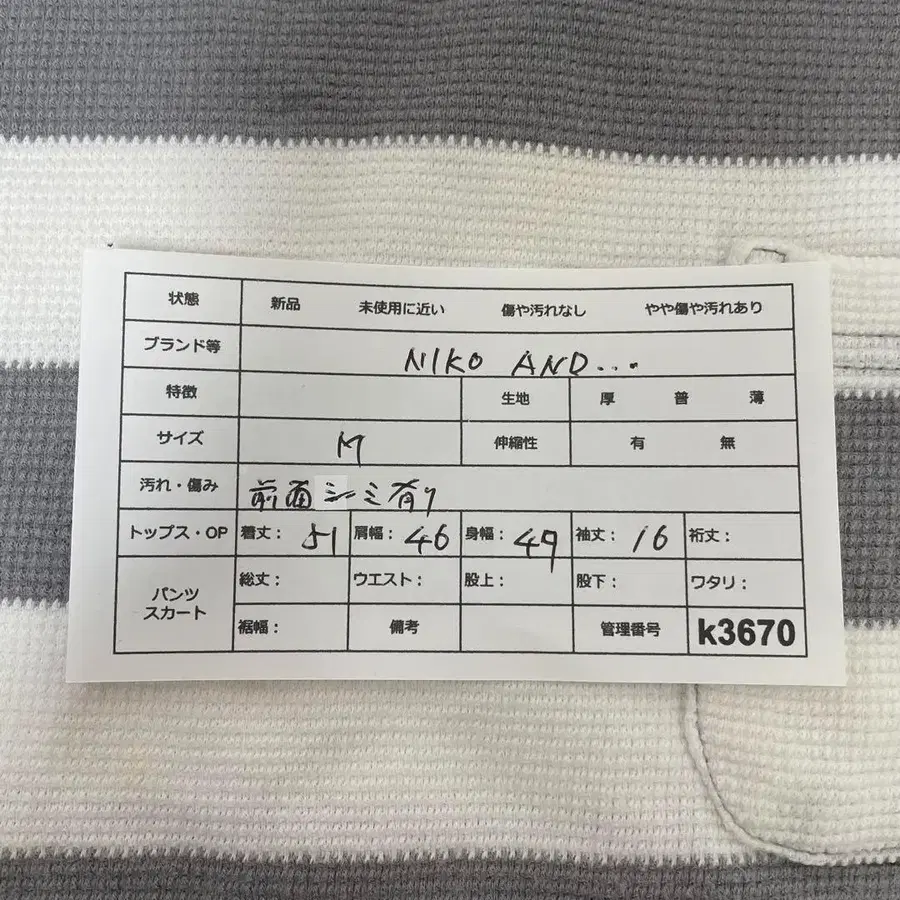 状態 新品 未使用に近い 傷や汚れなし やや傷や汚れあり
ブランド等 NIKO AND...
特徴 生地 厚 普 薄
サイズ M 伸縮性 有 無
汚れ・傷み 前面シミ有り
トップス・OP 着丈: 51 肩幅: 46 身幅: 49 袖丈: 16 裄丈:
パンツ スカート 総丈: ウエスト: 股上: 股下: ワタリ:
裾幅: 備考 管理番号 k3670